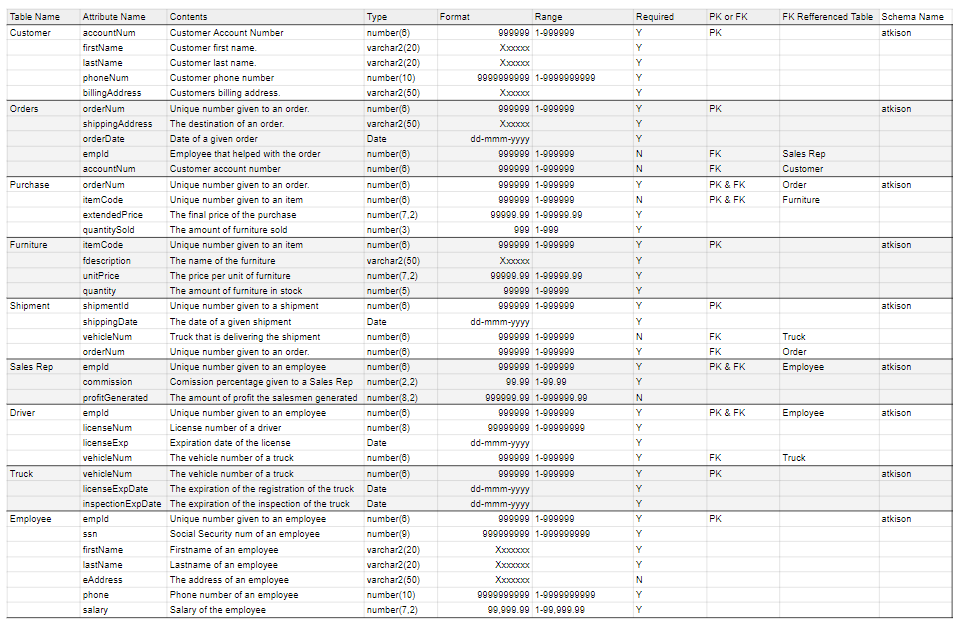 Table Name Attribute Name Contents Type Format Range Required PK or FK FK Refferenced Table Schema Name
Customer accountNum Customer Account Number number(6) 999999 1-999999 Y PK atkison
firstName Customer first name. varchar2(20) Xxxxxx Y
lastName Customer last name. varchar2(20) Xxxxxx Y
phoneNum Customer phone number number(10) 9999999999 1-9999999999 Y
billingAddress Customers billing address. varchar2(50) Xxxxxx Y
Orders orderNum Unique number given to an order. number(6) 999999 1-999999 Y PK atkison
shippingAddress The destination of an order. varchar2(50) Xxxxxx Y
orderDate Date of a given order Date dd-mmm-yyyy Y
empId Employee that helped with the order number(6) 999999 1-999999 N FK Sales Rep
accountNum Customer account number number(6) 999999 1-999999 N FK Customer
Purchase orderNum Unique number given to an order. number(6) 999999 1-999999 Y PK & FK Order atkison
itemCode Unique number given to an item number(6) 999999 1-999999 N PK & FK Furniture
extendedPrice The final price of the purchase number(7,2) 99999.99 1-99999.99 Y
quantitySold The amount of furniture sold number(3) 999 1-999 Y
Furniture itemCode Unique number given to an item number(6) 999999 1-999999 Y PK atkison
fdescription The name of the furniture varchar2(50) Xxxxxx Y
unitPrice The price per unit of furniture number(7,2) 99999.99 1-99999.99 Y
quantity The amount of furniture in stock number(5) 99999 1-99999 Y
Shipment shipmentId Unique number given to a shipment number(6) 999999 1-999999 Y PK atkison
shippingDate The date of a given shipment Date dd-mmm-yyyy Y
vehicleNum Truck that is delivering the shipment number(6) 999999 1-999999 N FK Truck
orderNum Unique number given to an order. number(6) 999999 1-999999 Y FK Order
Sales Rep empId Unique number given to an employee number(6) 999999 1-999999 Y PK & FK Employee atkison
commission Comission percentage given to a Sales Rep number(2,2) 99.99 1-99.99 Y
profitGenerated The amount of profit the salesmen generated number(8,2) 999999.99 1-999999.99 N
Driver empId Unique number given to an employee number(6) 999999 1-999999 Y PK & FK Employee atkison
licenseNum License number of a driver number(8) 99999999 1-99999999 Y
licenseExp Expiration date of the license Date dd-mmm-yyyy Y
vehicleNum The vehicle number of a truck number(6) 999999 1-999999 Y FK Truck
Truck vehicleNum The vehicle number of a truck number(6) 999999 1-999999 Y PK atkison
licenseExpDate The expiration of the registration of the truck Date dd-mmm-yyyy Y
inspectionExpDate The expiration of the inspection of the truck Date dd-mmm-yyyy Y
Employee empId Unique number given to an employee number(6) 999999 1-999999 Y PK atkison
ssn Social Security num of an employee number(9) 999999999 1-999999999 Y
firstName Firstname of an employee varchar2(20) Xxxxxxx Y
lastName Lastname of an employee varchar2(20) Xxxxxxx Y
eAddress The address of an employee varchar2(50) Xxxxxxx N
phone Phone number of an employee number(10) 9999999999 1-9999999999 Y
salary Salary of the employee number(7,2) 99,999.99 1-99,999.99 Y